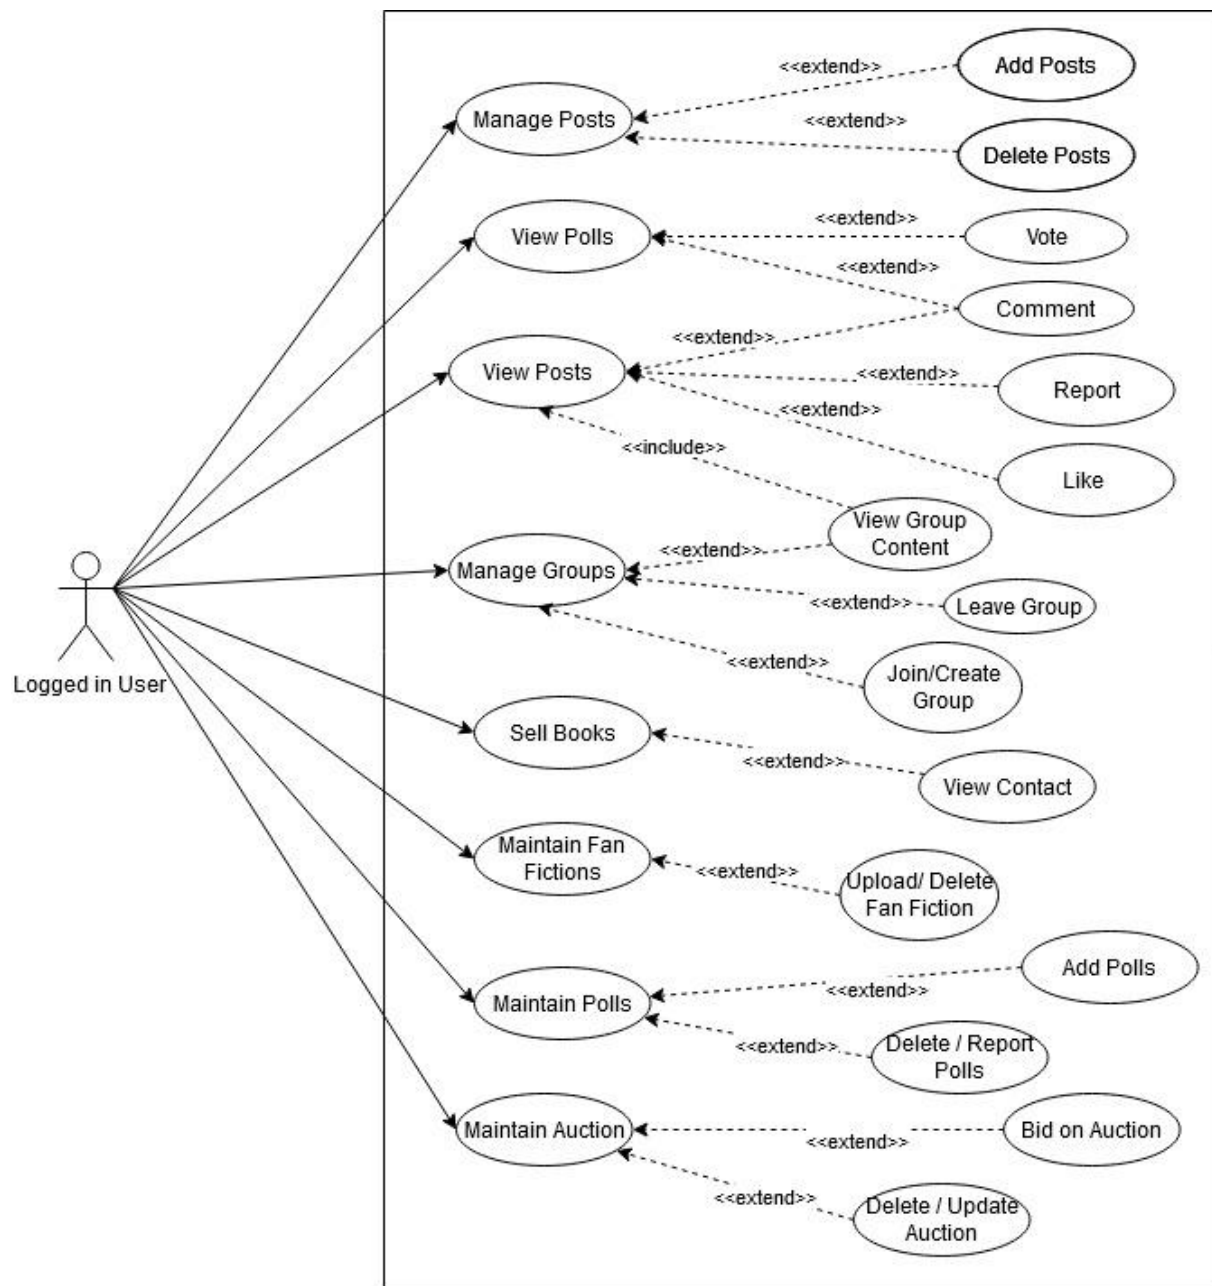 <<extend>>
Add Posts
Manage Posts
<<extend>>
Delete Posts
<<extend>>
View Polls
Vote
<<extend>>
Comment
<<extend>>
View Posts
<<extend>>
Report
<<extend>>
<<include>>
Like
View Group
Content
<<extend>>
Manage Groups
<<extend>>
Leave Group
Logged in User
<<extend>>
Join/Create
Group
Sell Books
<<extend>>
View Contact
Maintain Fan
Fictions
<<extend>>
Upload/ Delete
Fan Fiction
Add Polls
Maintain Polls
<<extend>>
<<extend>>
Delete / Report
Polls
Maintain Auction
<<extend>>
Bid on Auction
<<extend>>
Delete / Update
Auction